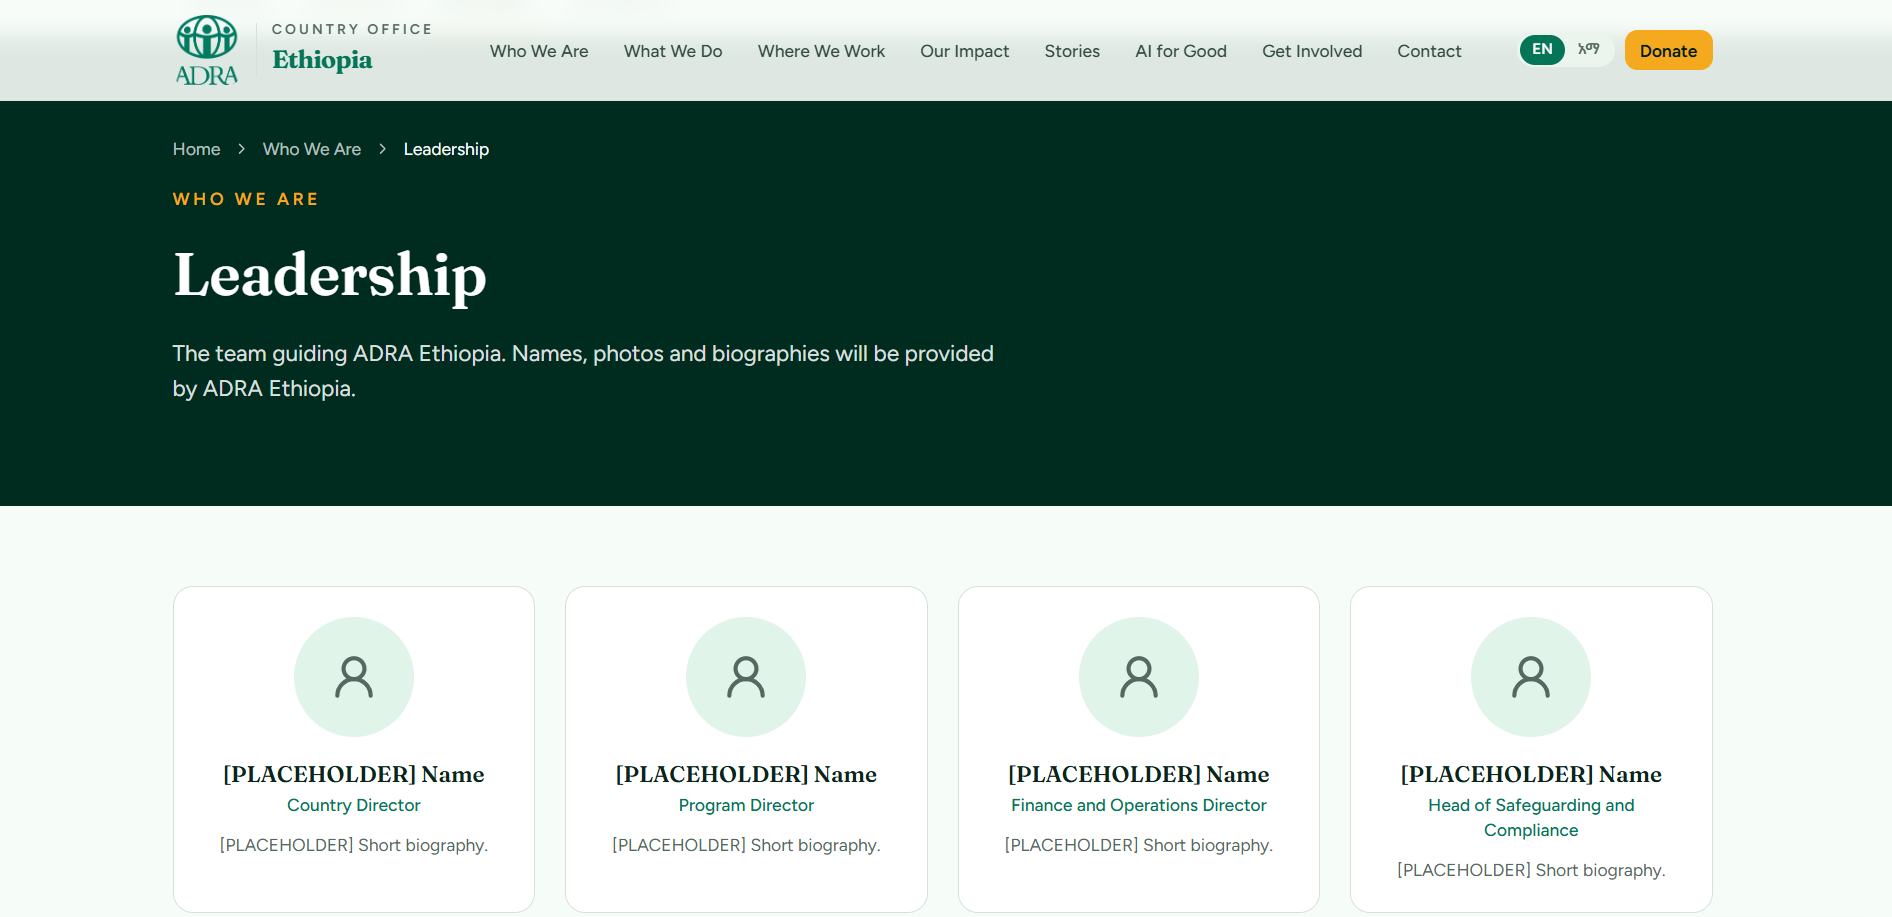 ADRA
COUNTRY OFFICE
Ethiopia
Who We Are
What We Do
Where We Work
Our Impact
Stories
AI for Good
Get Involved
Contact
EN
አማ
Donate
Home > Who We Are > Leadership
WHO WE ARE
Leadership
The team guiding ADRA Ethiopia. Names, photos and biographies will be provided
by ADRA Ethiopia.
[PLACEHOLDER] Name
Country Director
[PLACEHOLDER] Short biography.
[PLACEHOLDER] Name
Program Director
[PLACEHOLDER] Short biography.
[PLACEHOLDER] Name
Finance and Operations Director
[PLACEHOLDER] Short biography.
[PLACEHOLDER] Name
Head of Safeguarding and
Compliance
[PLACEHOLDER] Short biography.